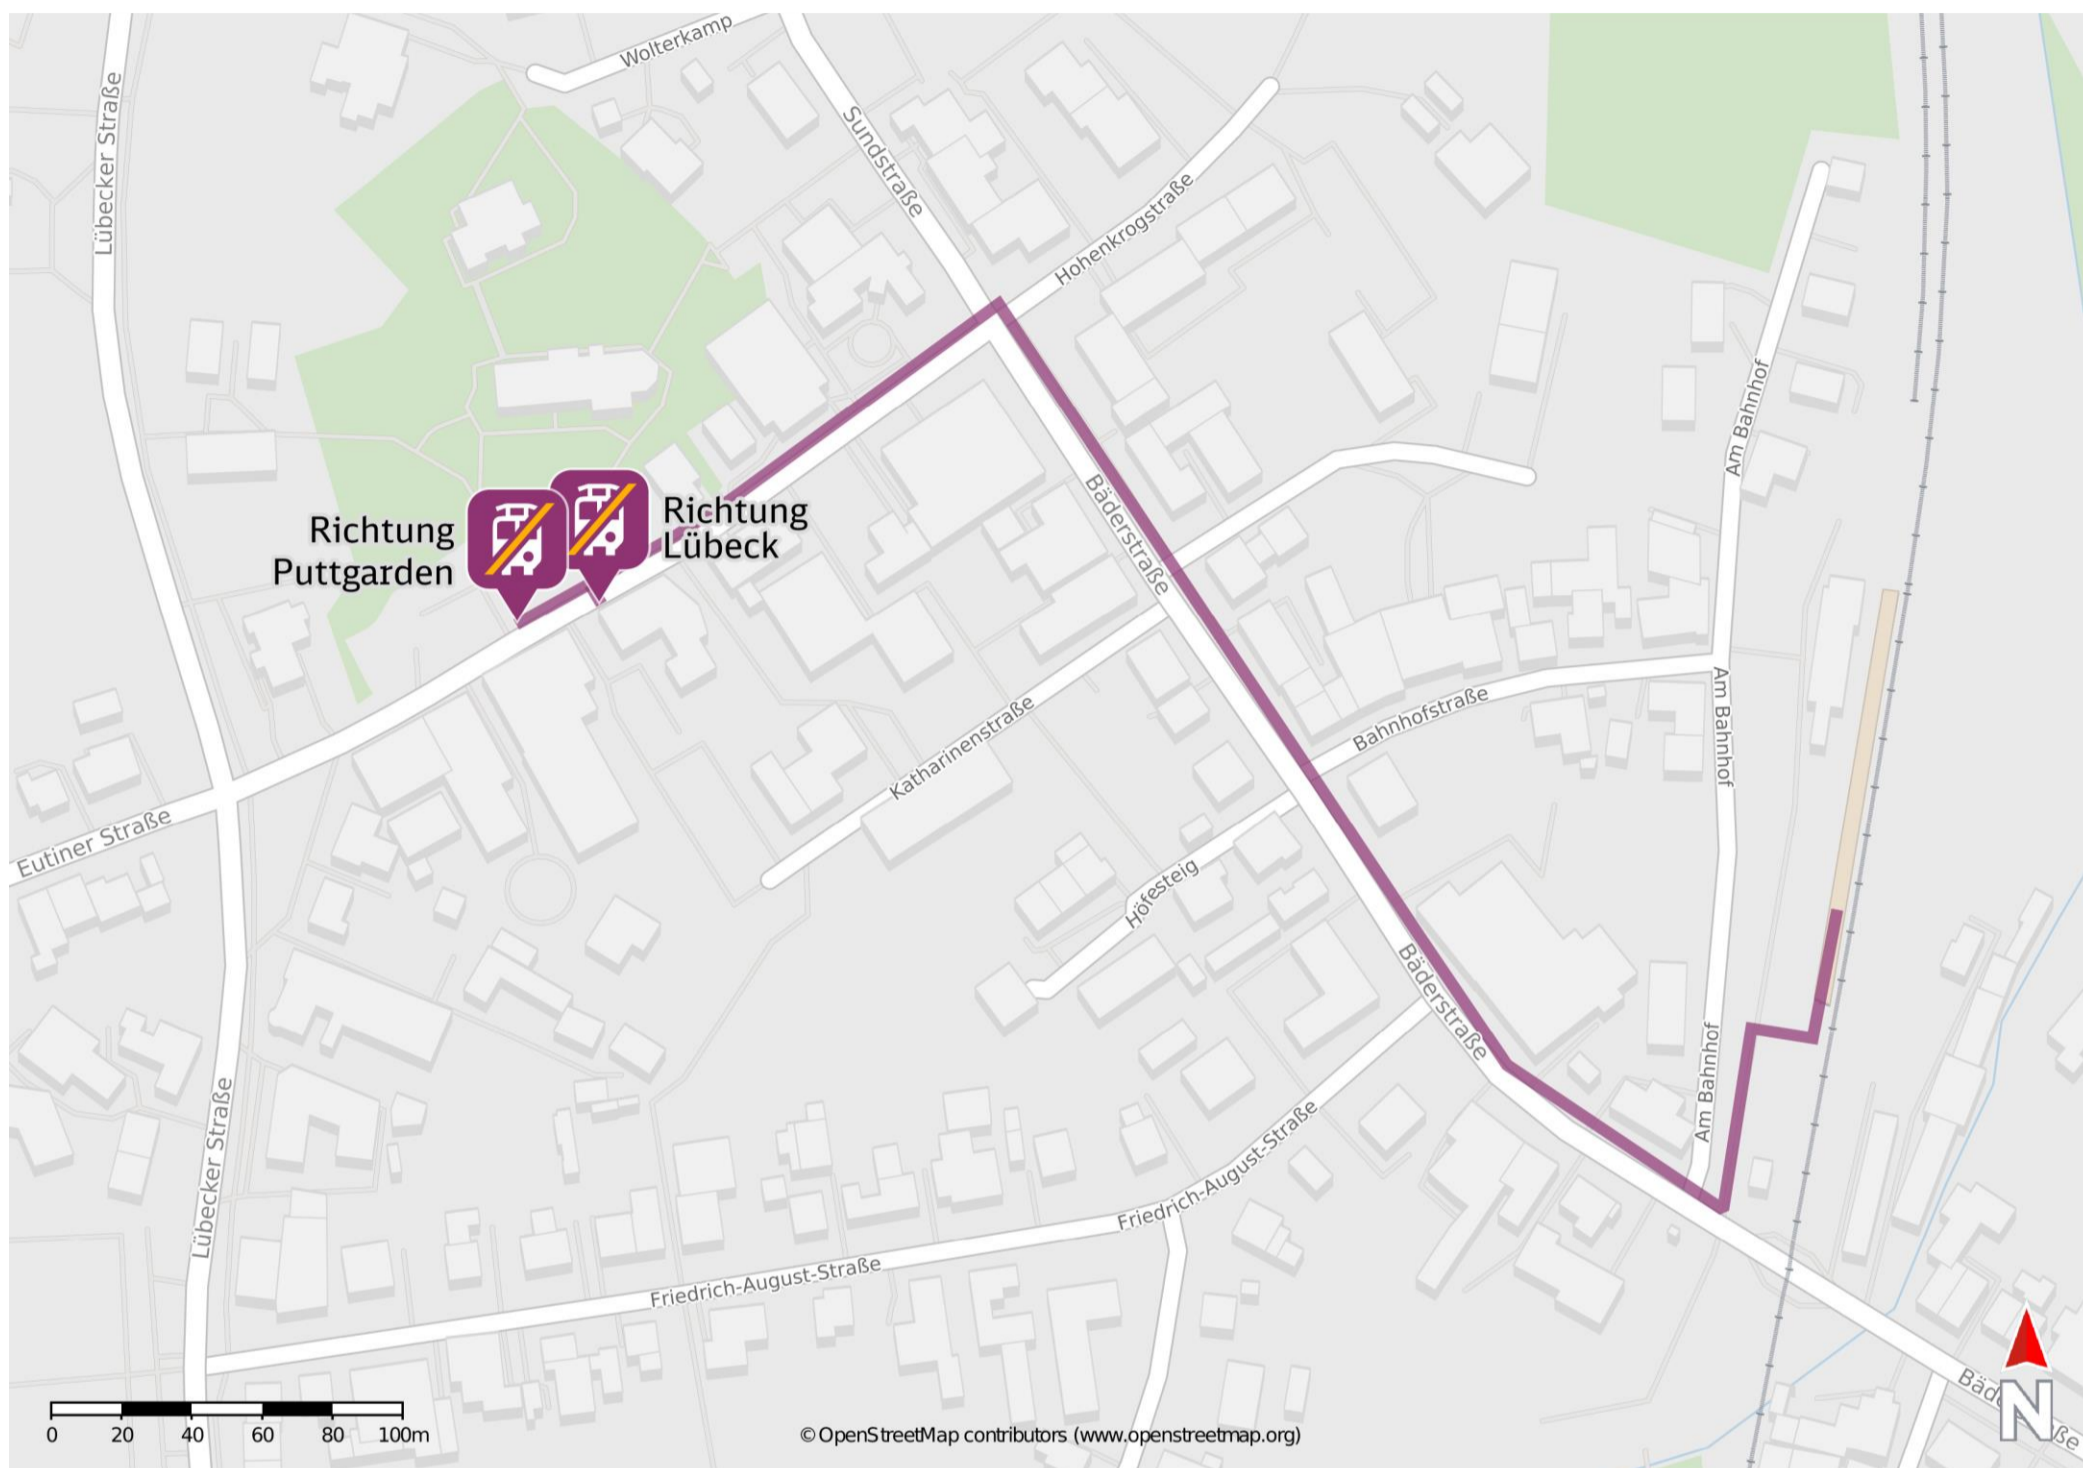 Wolterkamp
Lübecker Straße
Sundstraße
Hohenkrogstraße
Am Bahnhof
Richtung
Puttgarden
Richtung
Lübeck
Bäderstraße
Katharinenstraße
Bahnhofstraße
Am Bahnhof
Eutiner Straße
Höfesteig
Bäderstraße
Am Bahnhof
Lübecker Straße
Friedrich-August-Straße
Friedrich-August-Straße
N
0 20 40 60 80 100m
© OpenStreetMap contributors (www.openstreetmap.org)